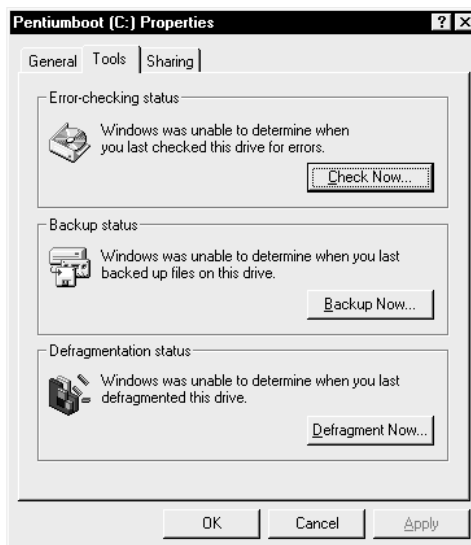 Pentiumboot (C:) Properties
General Tools Sharing
Error-checking status
Windows was unable to determine when
you last checked this drive for errors.
Check Now...
Backup status
Windows was unable to determine when you last
backed up files on this drive.
Backup Now...
Defragmentation status
Windows was unable to determine when you last
defragmented this drive.
Defragment Now...
OK Cancel Apply